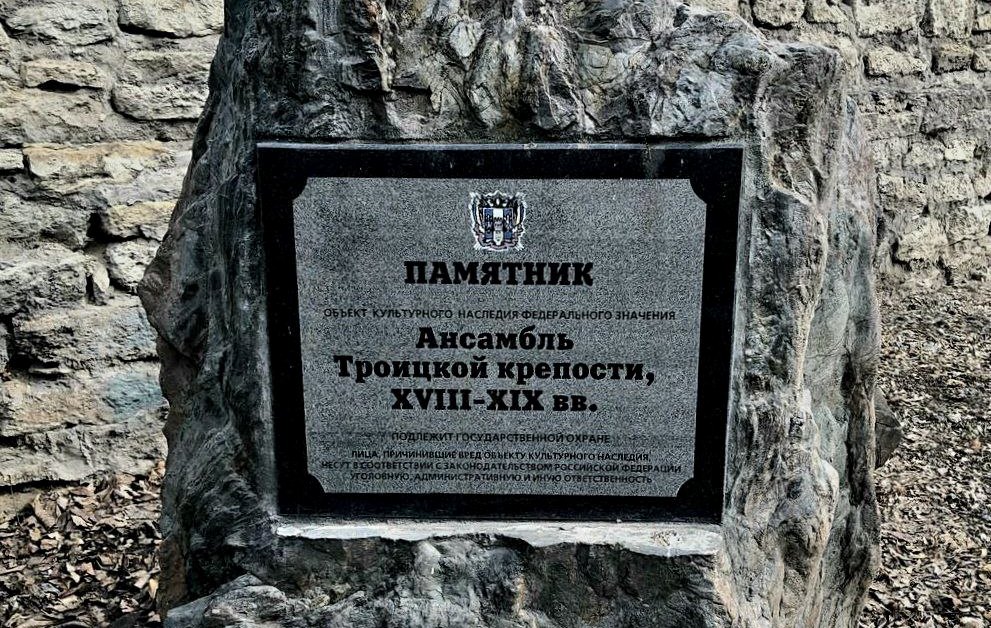 ПАМЯТНИК
ОБЪЕКТ КУЛЬТУРНОГО НАСЛЕДИЯ ФЕДЕРАЛЬНОГО ЗНАЧЕНИЯ
Ансамбль
Троицкой крепости,
XVIII-XIX вв.
ПОДЛЕЖИТ ГОСУДАРСТВЕННОЙ ОХРАНЕ
ЛИЦА, ПРИЧИНИВШИЕ ВРЕД ОБЪЕКТУ КУЛЬТУРНОГО НАСЛЕДИЯ,
НЕСУТ В СООТВЕТСТВИИ С ЗАКОНОДАТЕЛЬСТВОМ РОССИЙСКОЙ ФЕДЕРАЦИИ
УГОЛОВНУЮ, АДМИНИСТРАТИВНУЮ И ИНУЮ ОТВЕТСТВЕННОСТЬ